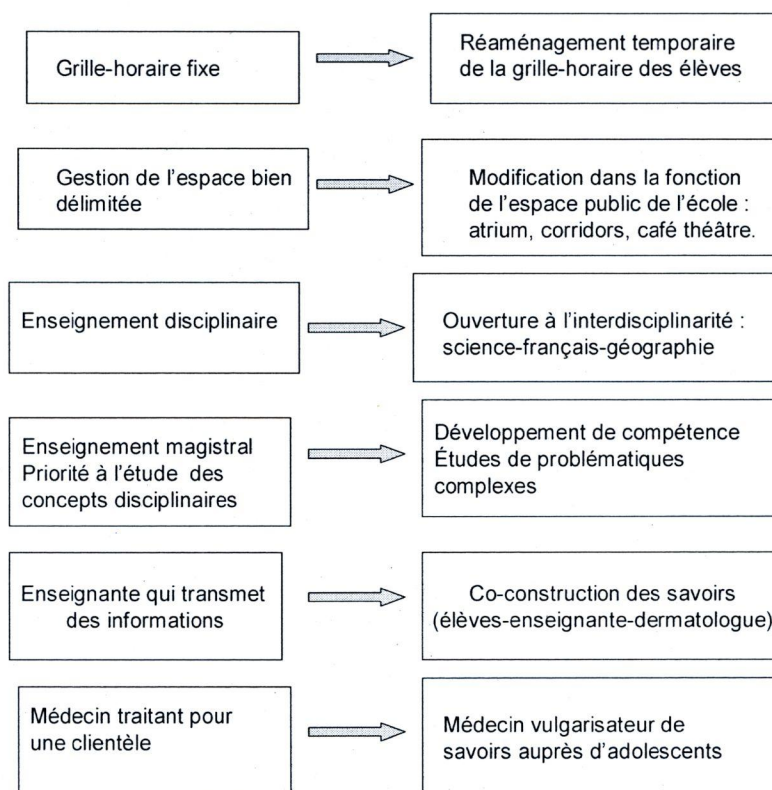 Grille-horaire fixe
Réaménagement temporaire
de la grille-horaire des élèves
Gestion de l'espace bien
délimitée
Modification dans la fonction
de l'espace public de l'école :
atrium, corridors, café théâtre.
Enseignement disciplinaire
Ouverture à l'interdisciplinarité :
science-français-géographie
Enseignement magistral
Priorité à l'étude des
concepts disciplinaires
Développement de compétence
Études de problématiques
complexes
Enseignante qui transmet
des informations
Co-construction des savoirs
(élèves-enseignante-dermatologue)
Médecin traitant pour
une clientèle
Médecin vulgarisateur de
savoirs auprès d'adolescents